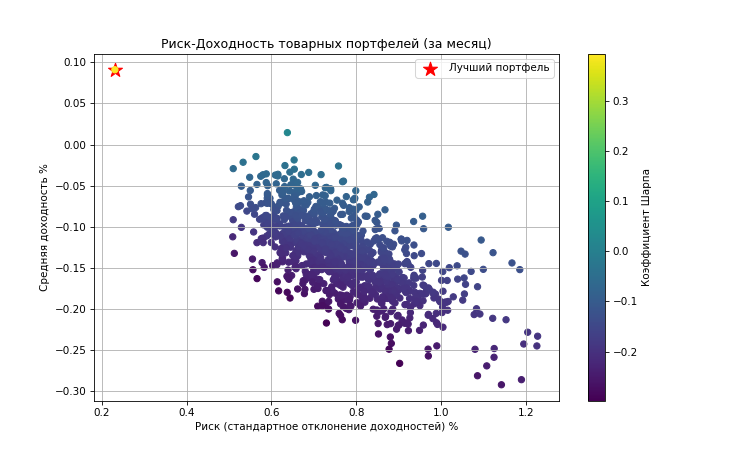 Риск-Доходность товарных портфелей (за месяц)
Лучший портфель
Средняя доходность %
0.10
0.05
0.00
−0.05
−0.10
−0.15
−0.20
−0.25
−0.30
0.2 0.4 0.6 0.8 1.0 1.2
Риск (стандартное отклонение доходностей) %
0.3
0.2
0.1
0.0
−0.1
−0.2
Коэффициент Шарпа